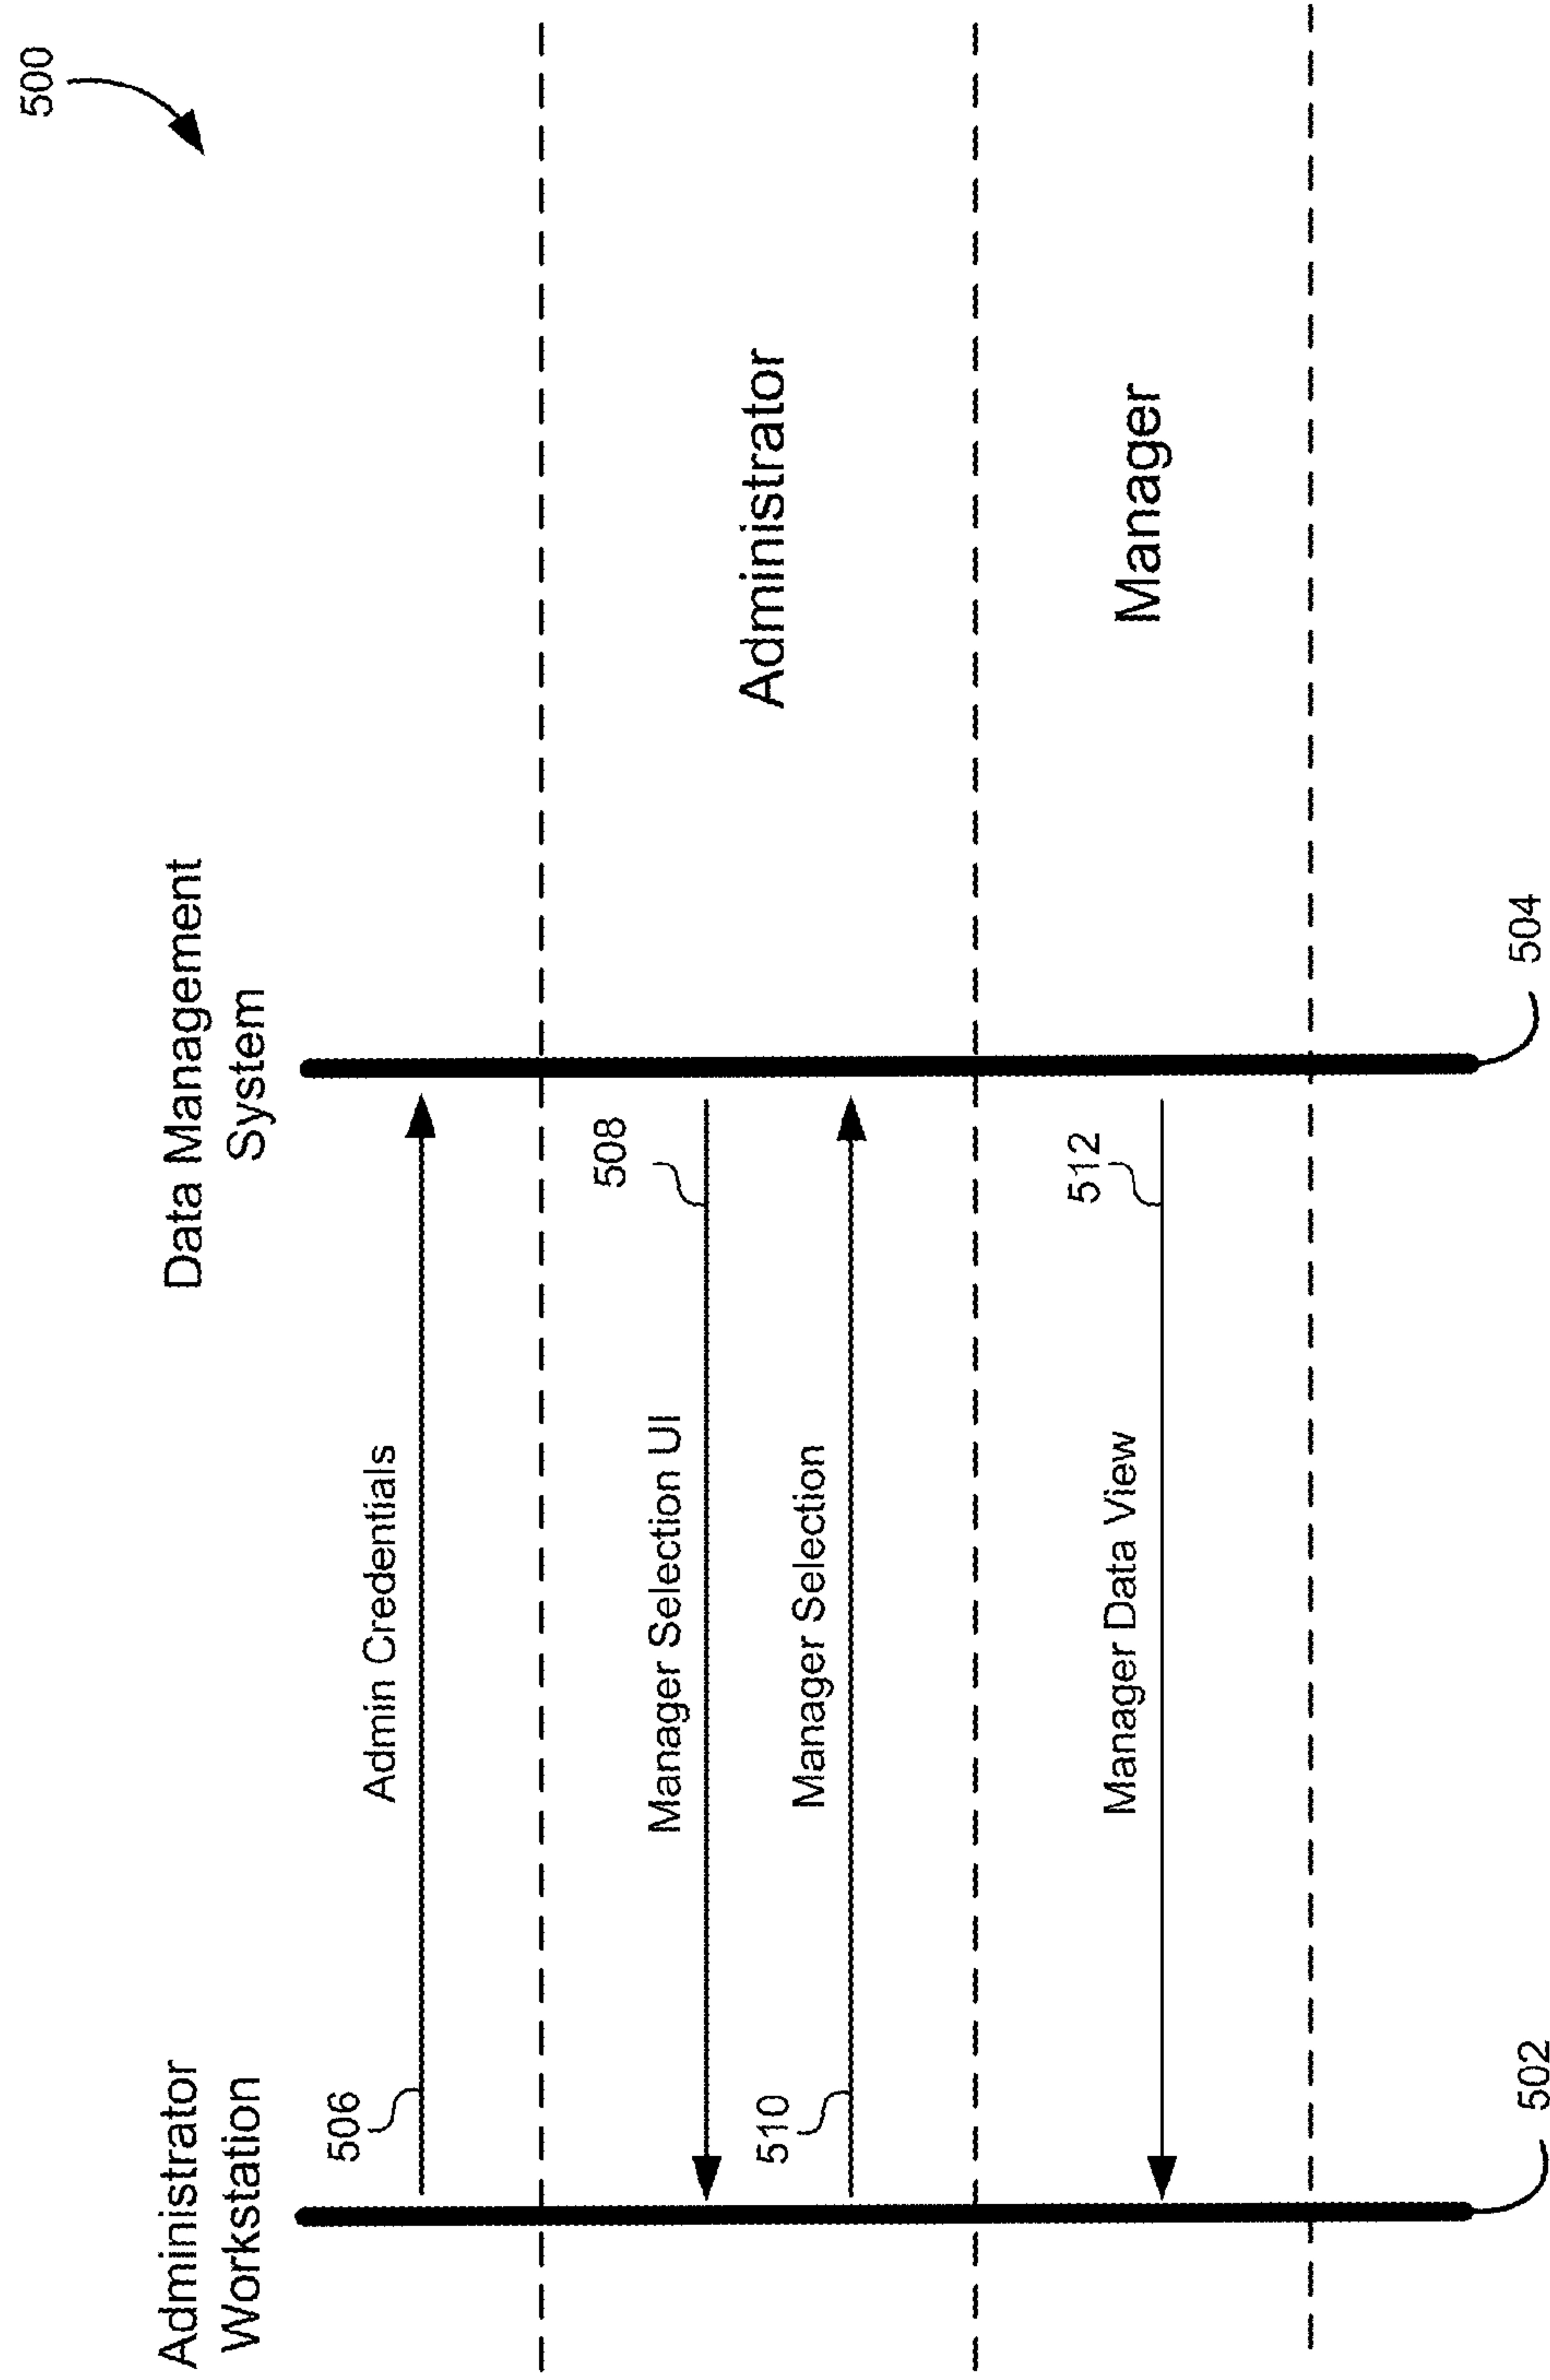 500
Administrator
Workstation
Data Management
System
506
Admin Credentials
508
Manager Selection UI
Administrator
510
Manager Selection
512
Manager Data View
Manager
502
504